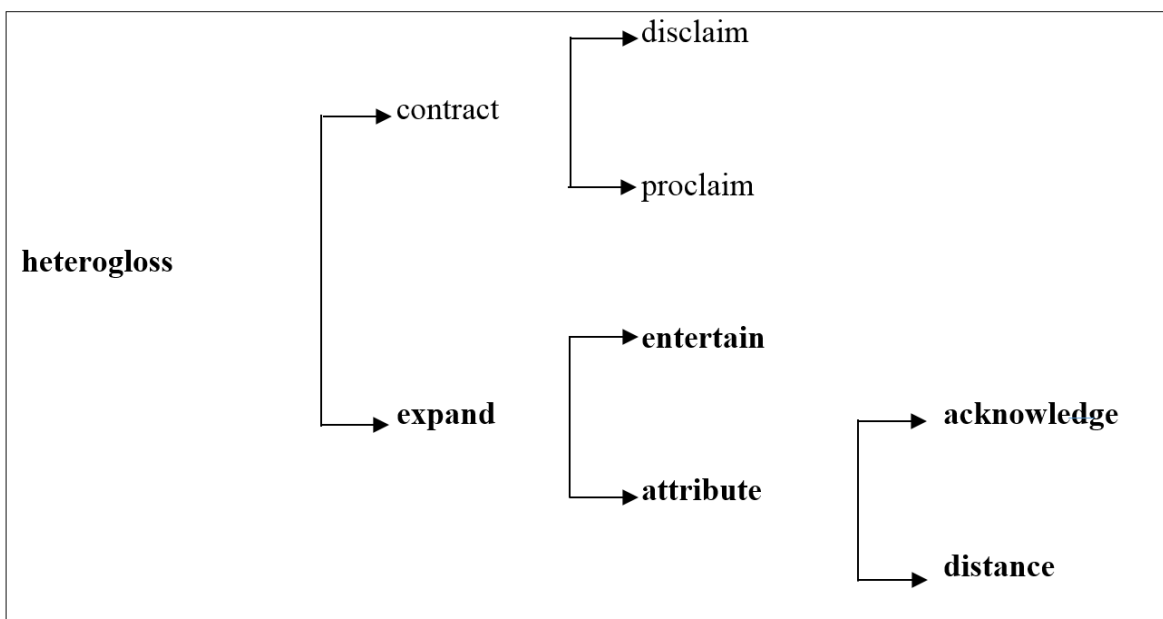 disclaim
contract
proclaim
heterogloss
entertain
expand
acknowledge
attribute
distance